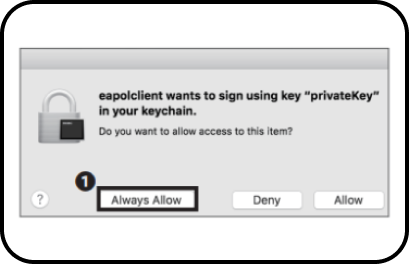 eapolclient wants to sign using key “privateKey”
in your keychain.
Do you want to allow access to this item?
1
? Always Allow Deny Allow